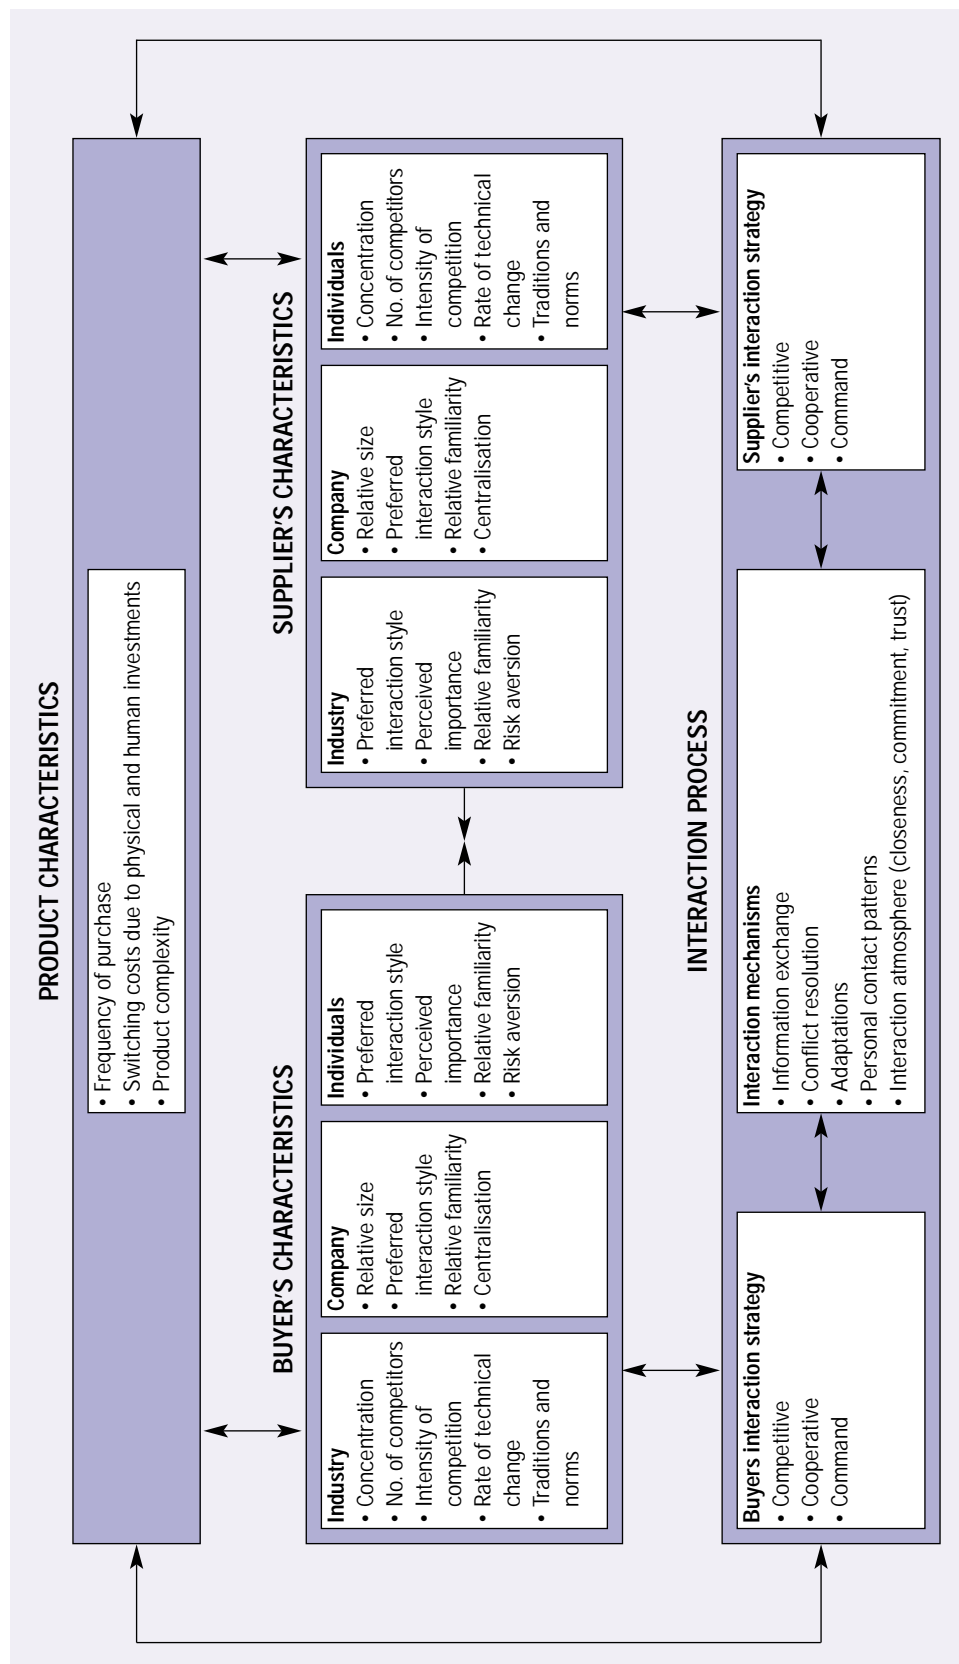 PRODUCT CHARACTERISTICS
• Frequency of purchase
• Switching costs due to physical and human investments
• Product complexity
BUYER'S CHARACTERISTICS
Industry
• Concentration
• No. of competitors
• Intensity of
competition
• Rate of technical
change
• Traditions and
norms
Company
• Relative size
• Preferred
interaction style
• Relative familiarity
• Centralisation
Individuals
• Preferred
interaction style
• Perceived
importance
• Relative familiarity
• Risk aversion
SUPPLIER'S CHARACTERISTICS
Industry
• Preferred
interaction style
• Perceived
importance
• Relative familiarity
• Risk aversion
Company
• Relative size
• Preferred
interaction style
• Relative familiarity
• Centralisation
Individuals
• Concentration
• No. of competitors
• Intensity of
competition
• Rate of technical
change
• Traditions and
norms
INTERACTION PROCESS
Buyers interaction strategy
• Competitive
• Cooperative
• Command
Interaction mechanisms
• Information exchange
• Conflict resolution
• Adaptations
• Personal contact patterns
• Interaction atmosphere (closeness, commitment, trust)
Supplier's interaction strategy
• Competitive
• Cooperative
• Command